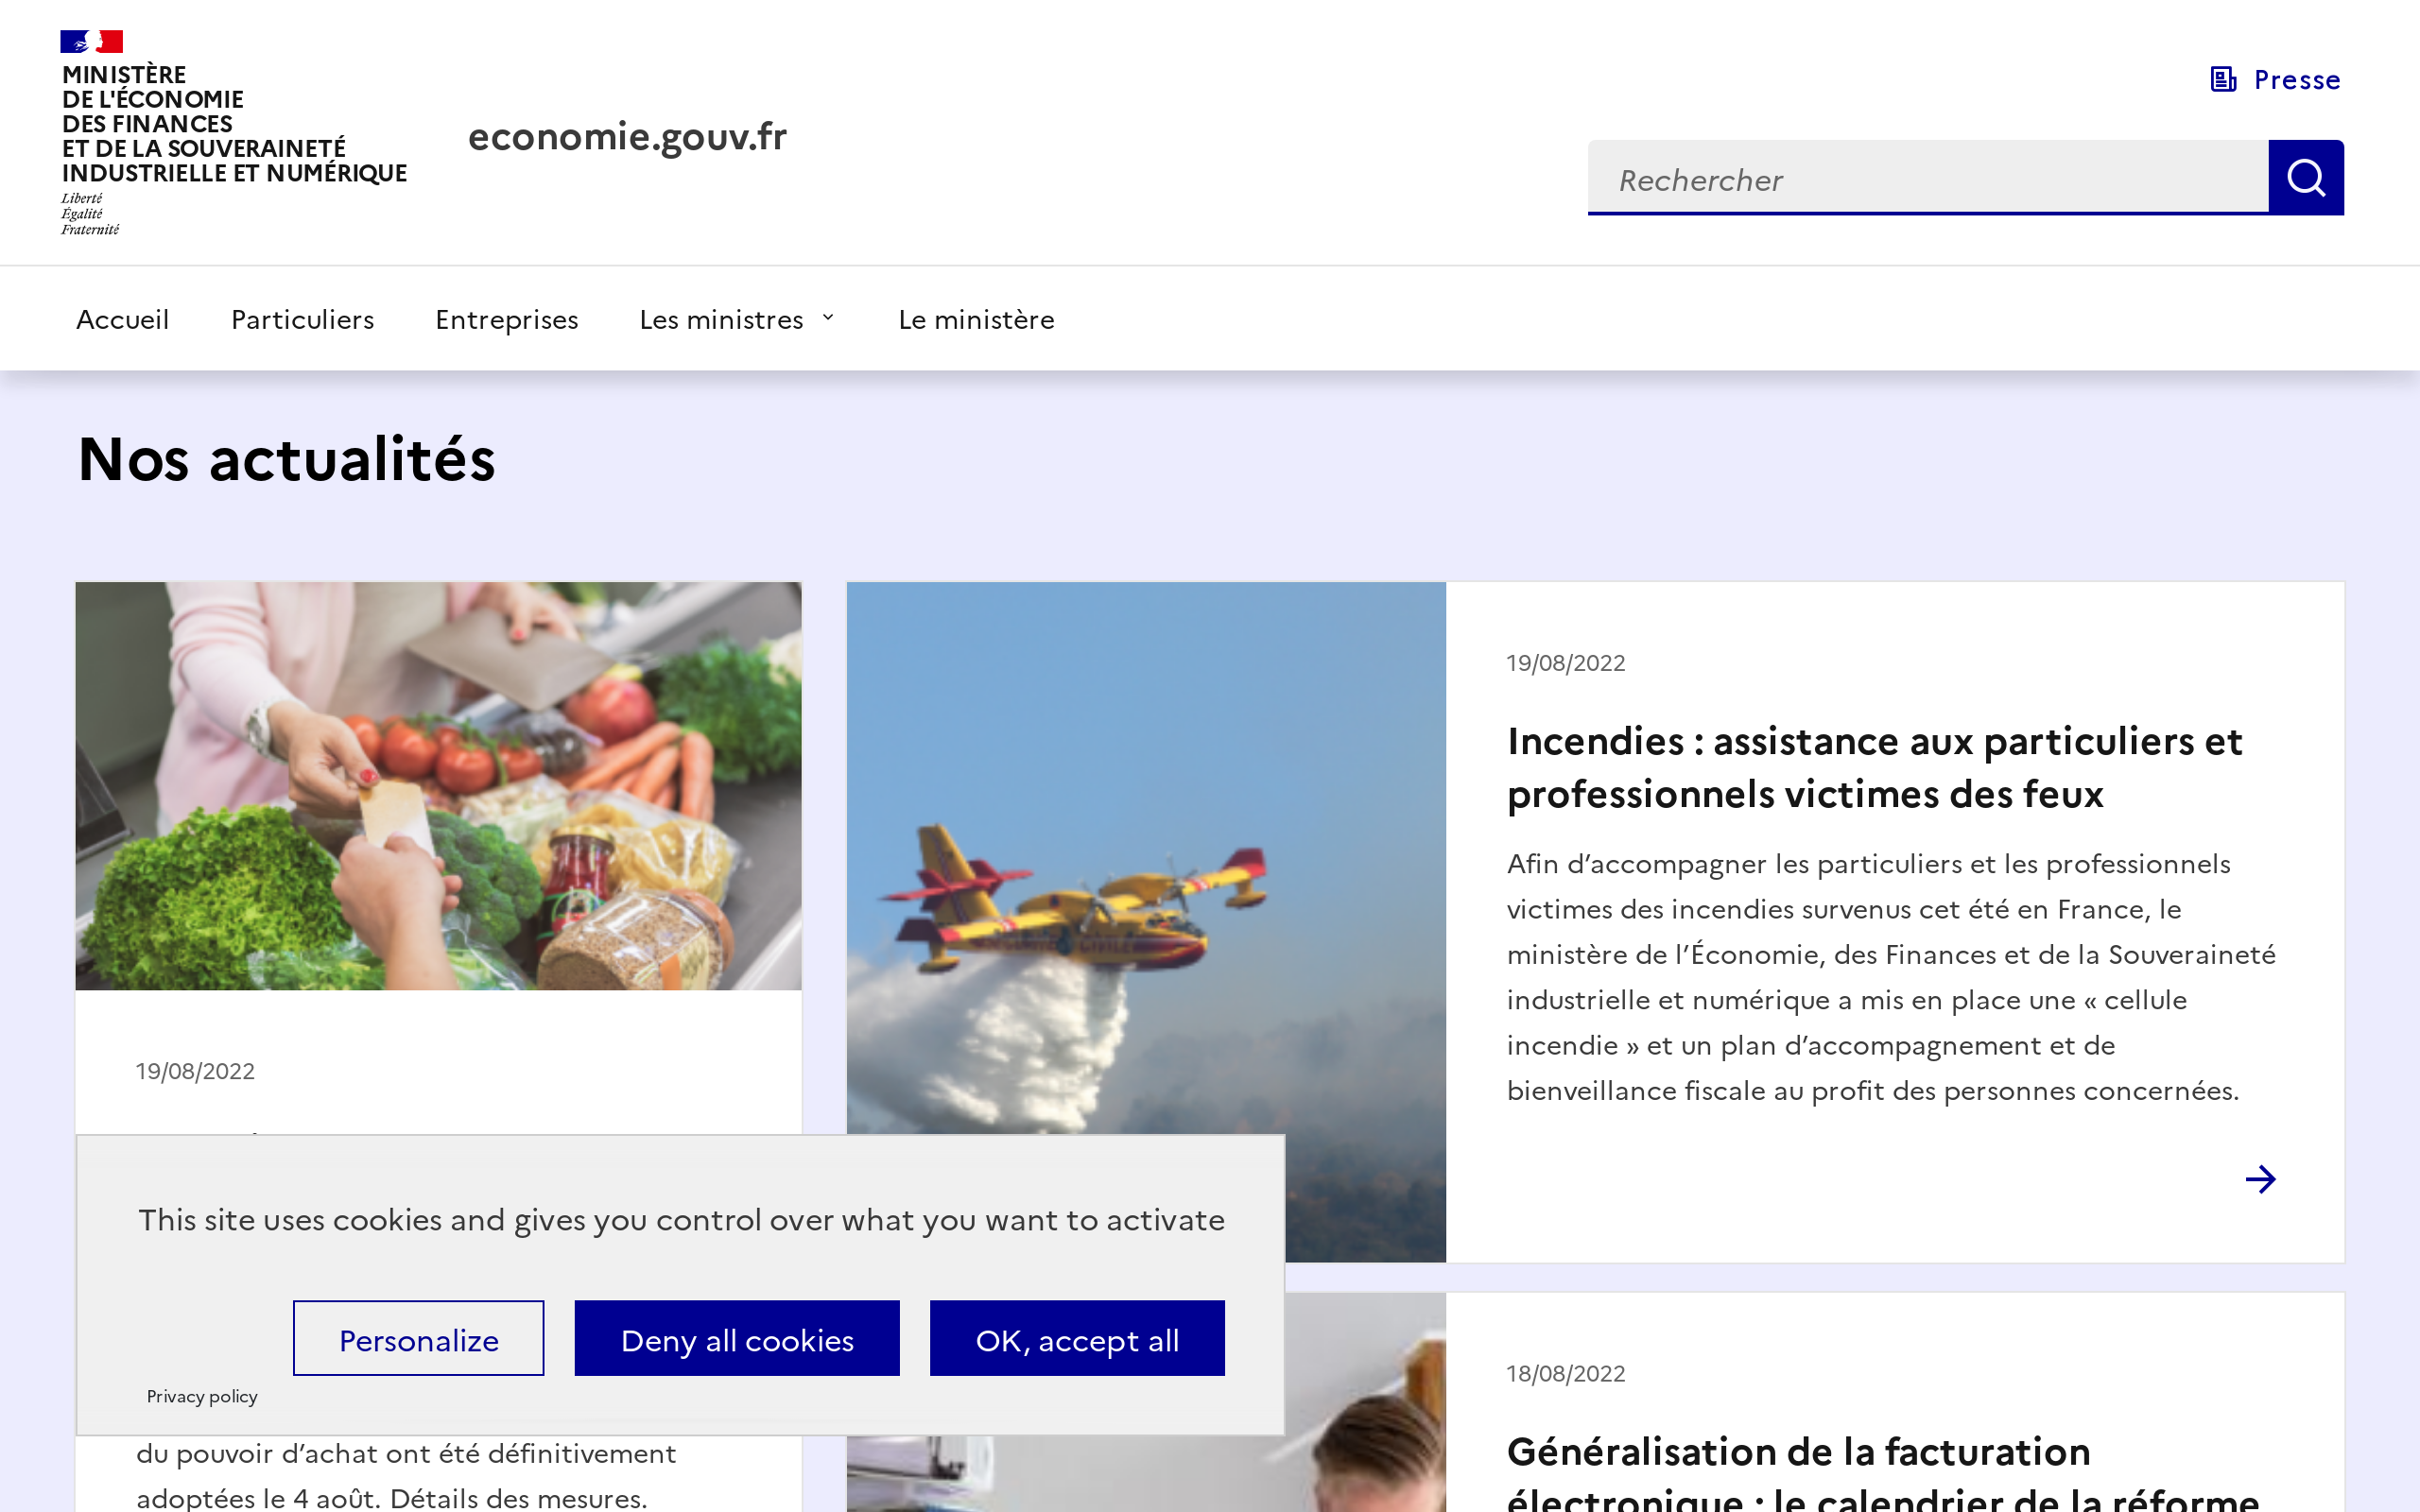 MINISTÈRE
DE L'ÉCONOMIE
DES FINANCES
ET DE LA SOUVERAINETÉ
INDUSTRIELLE ET NUMÉRIQUE
Liberté
Égalité
Fraternité
economie.gouv.fr
Presse
Rechercher
Accueil
Particuliers
Entreprises
Les ministres
Le ministère
Nos actualités
19/08/2022
Incendies : assistance aux particuliers et
professionnels victimes des feux
Afin d’accompagner les particuliers et les professionnels
victimes des incendies survenus cet été en France, le
ministère de l’Économie, des Finances et de la Souveraineté
industrielle et numérique a mis en place une « cellule
incendie » et un plan d’accompagnement et de
bienveillance fiscale au profit des personnes concernées.
19/08/2022
This site uses cookies and gives you control over what you want to activate
Personalize
Deny all cookies
OK, accept all
Privacy policy
du pouvoir d’achat ont été définitivement
adoptées le 4 août. Détails des mesures.
18/08/2022
Généralisation de la facturation
électronique : le calendrier de la réforme